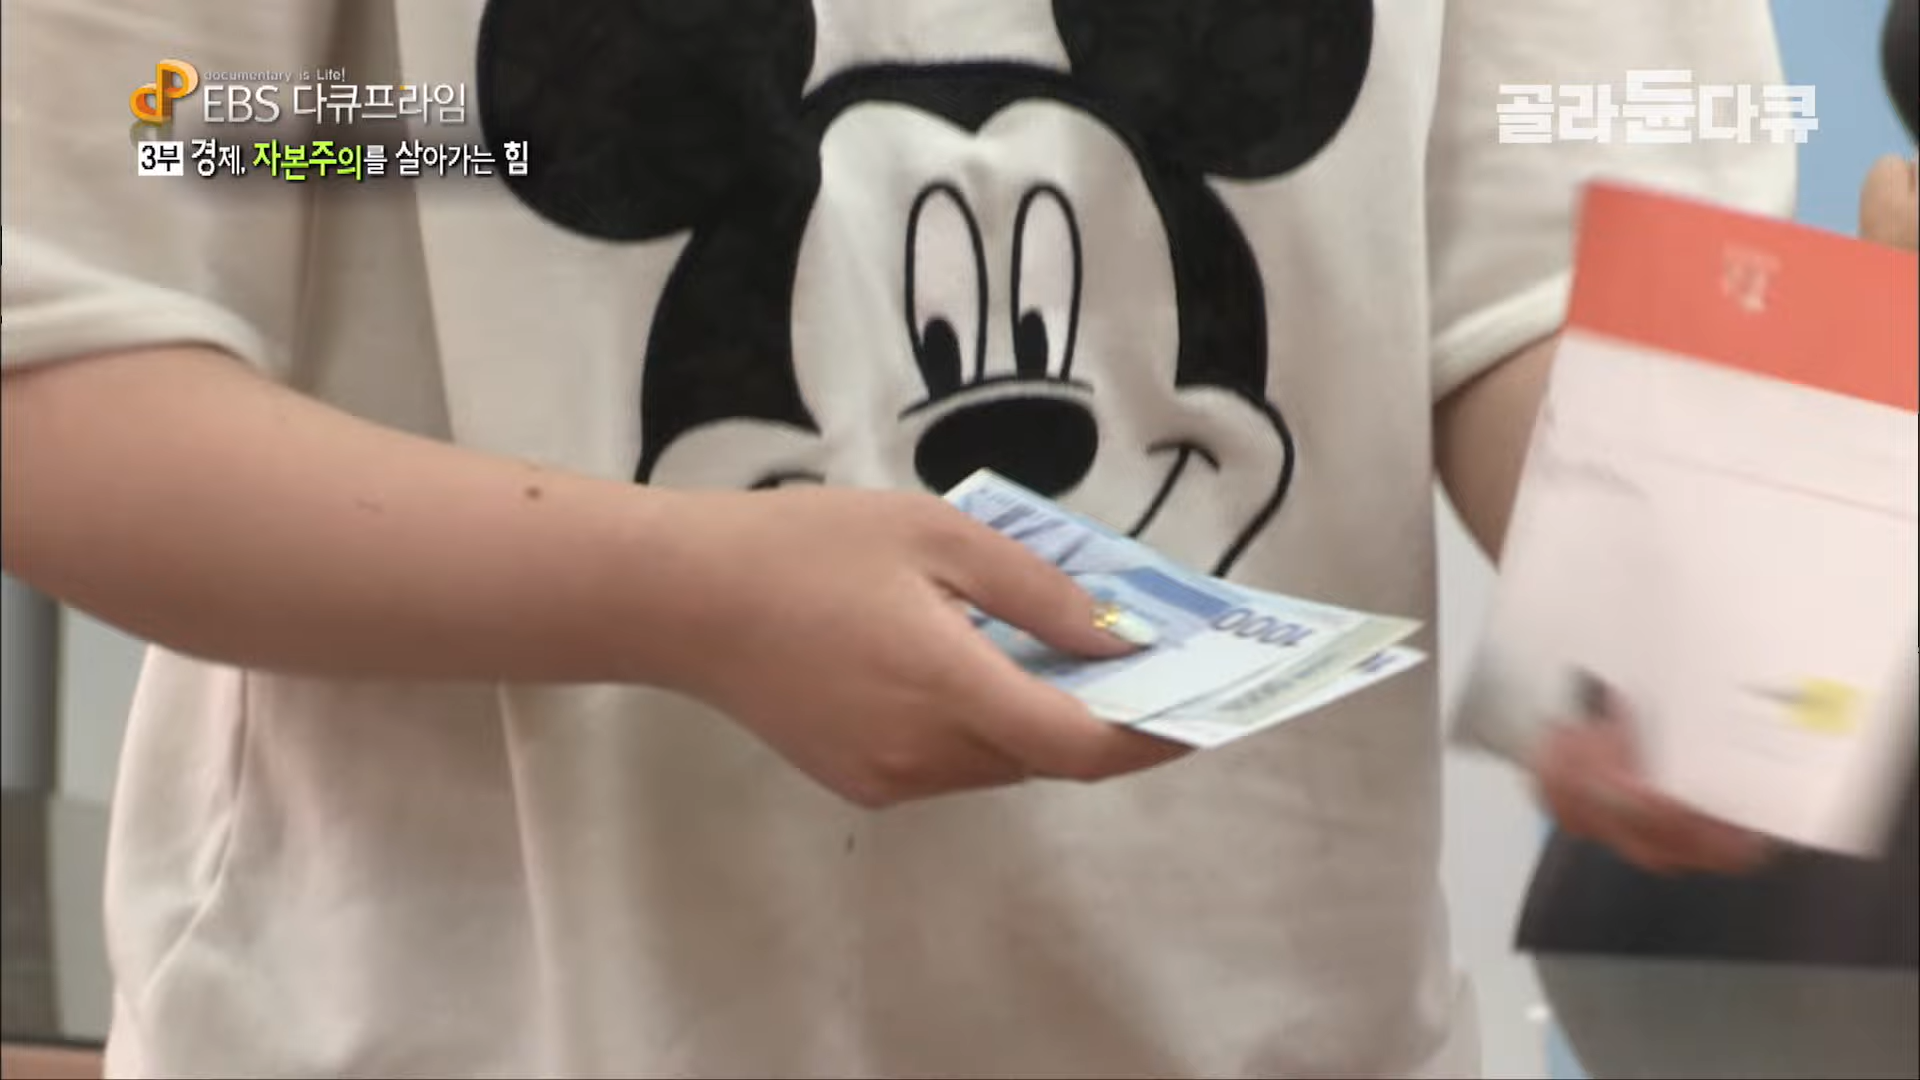 documentary is Life!
EBS 다큐프라임
골라듄다큐
3부 경제, 자본주의를 살아가는 힘
1000